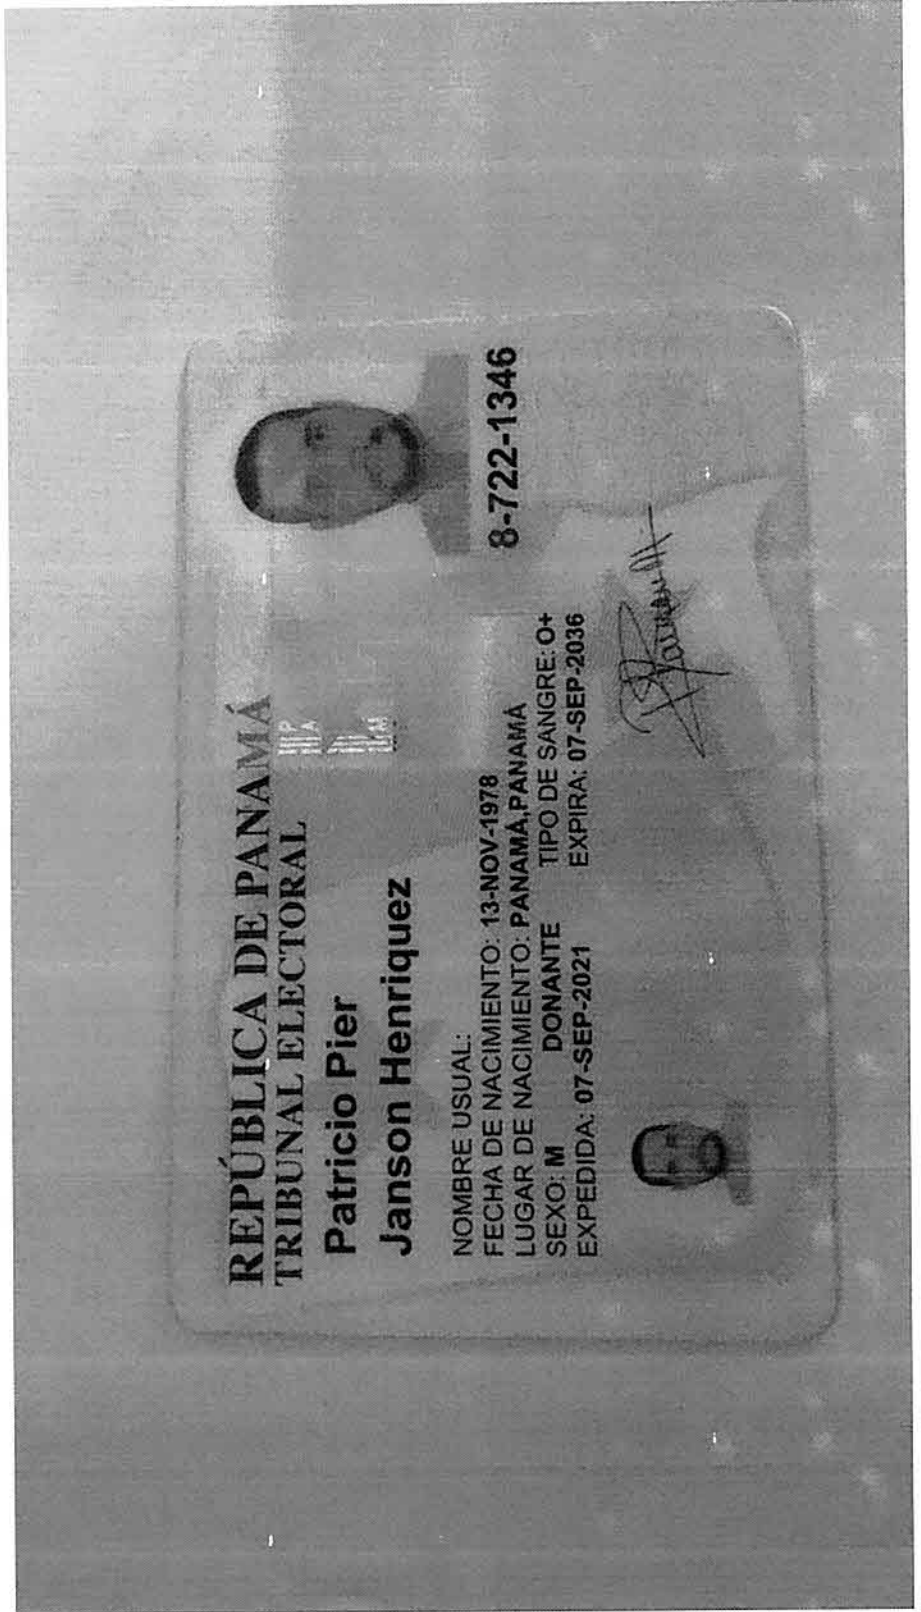 REPÚBLICA DE PANAMÁ
TRIBUNAL ELECTORAL
Patricio Pier
Janson Henriquez
NOMBRE USUAL:
FECHA DE NACIMIENTO: 13-NOV-1978
LUGAR DE NACIMIENTO: PANAMÁ,PANAMÁ
SEXO: M DONANTE TIPO DE SANGRE: O+
EXPEDIDA: 07-SEP-2021 EXPIRA: 07-SEP-2036
8-722-1346